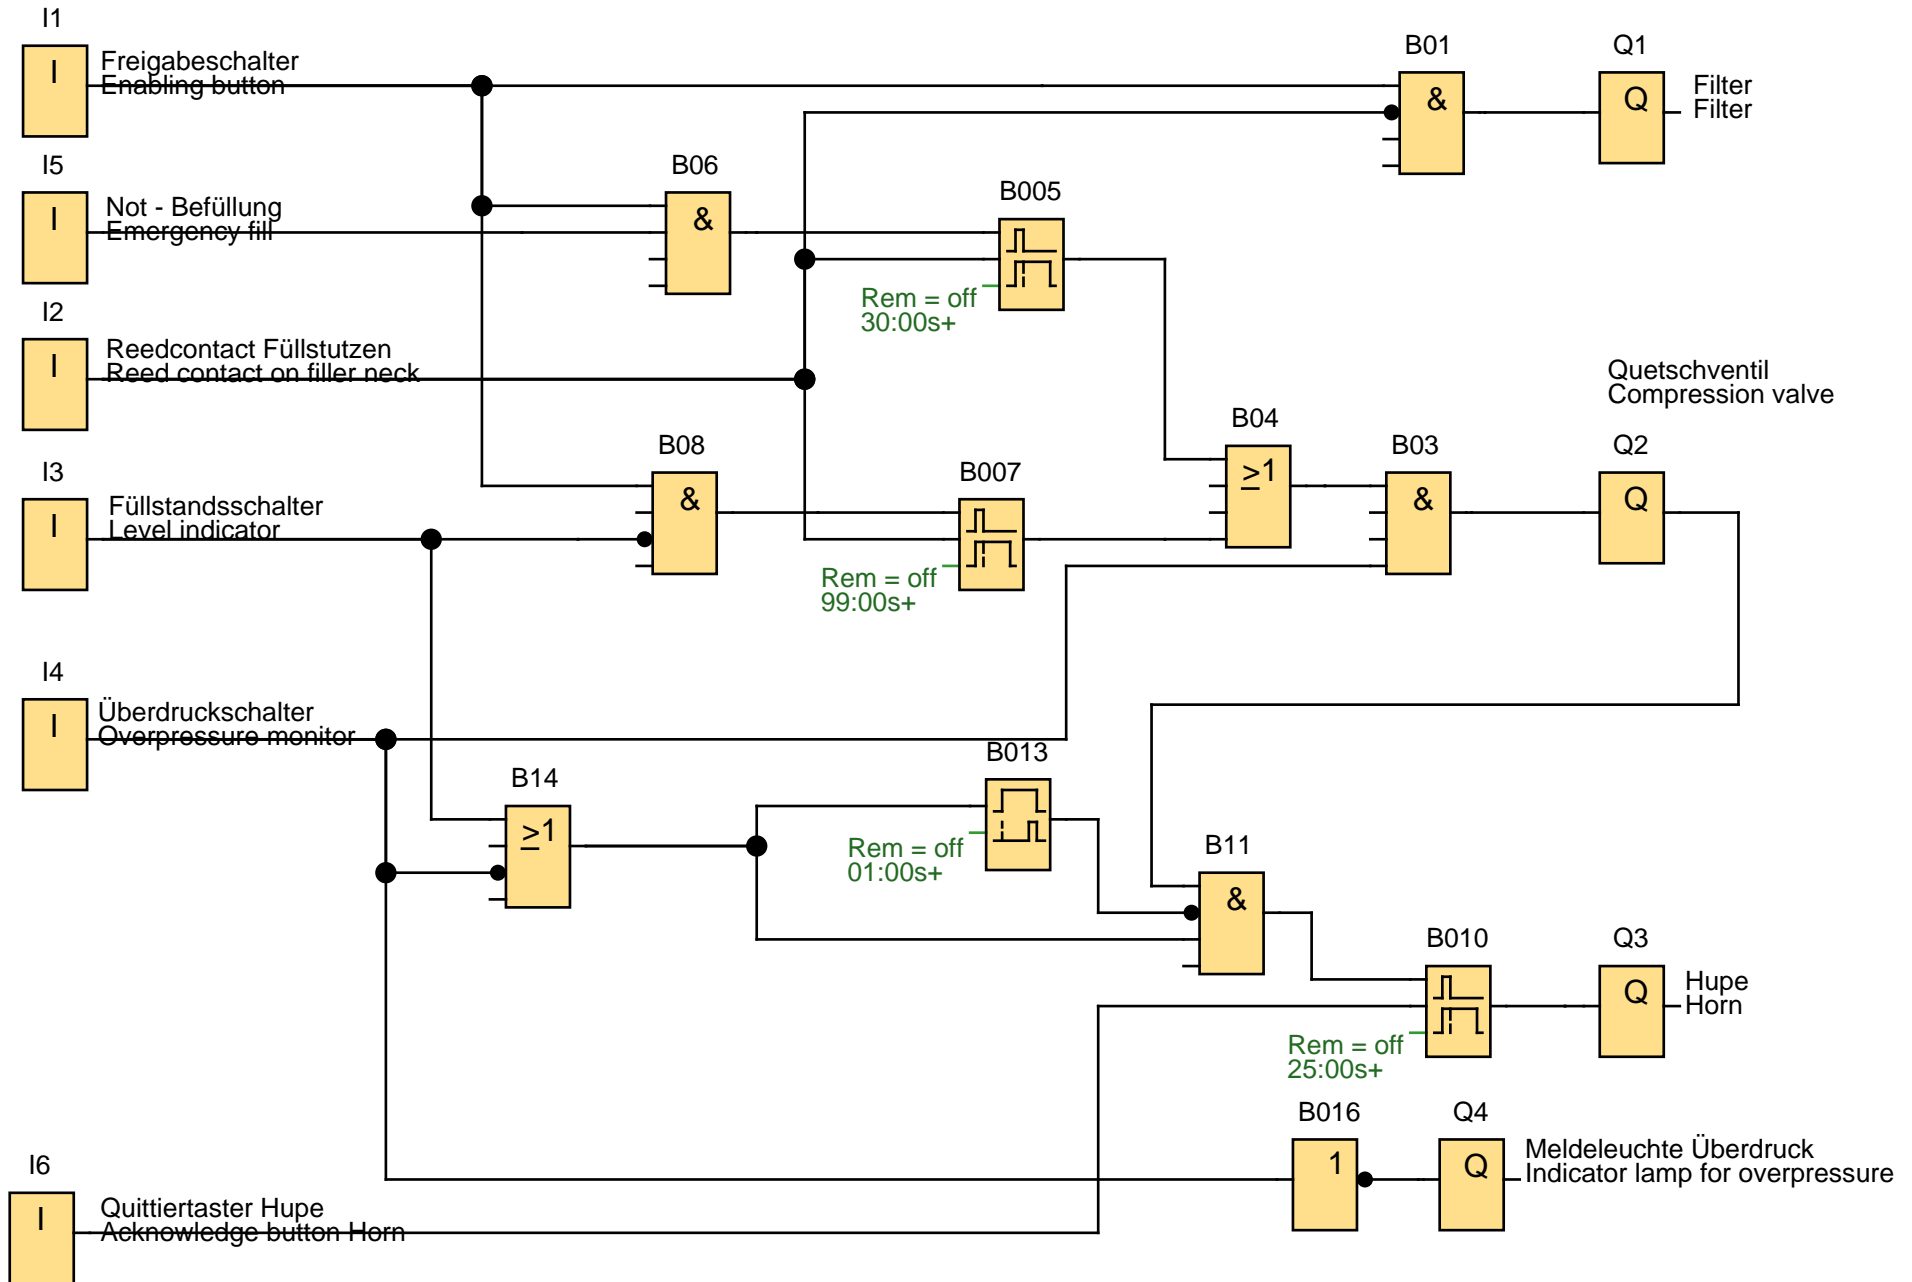 I1
I
Freigabeschalter
Enabling button
B01
&
Q1
Q
Filter
Filter
I5
I
Not - Befüllung
Emergency fill
B06
&
B005
Rem = off
30:00s+
I2
I
Reedcontact Füllstutzen
Reed contact on filler neck
Quetschventil
Compression valve
I3
I
Füllstandsschalter
Level indicator
B08
&
B007
Rem = off
99:00s+
B04
≥1
B03
&
Q2
Q
I4
I
Überdruckschalter
Overpressure monitor
B14
≥1
B013
Rem = off
01:00s+
B11
&
B010
Rem = off
25:00s+
Q3
Q
Hupe
Horn
B016
1
Q4
Q
Meldeleuchte Überdruck
Indicator lamp for overpressure
I6
I
Quittiertaster Hupe
Acknowledge button Horn